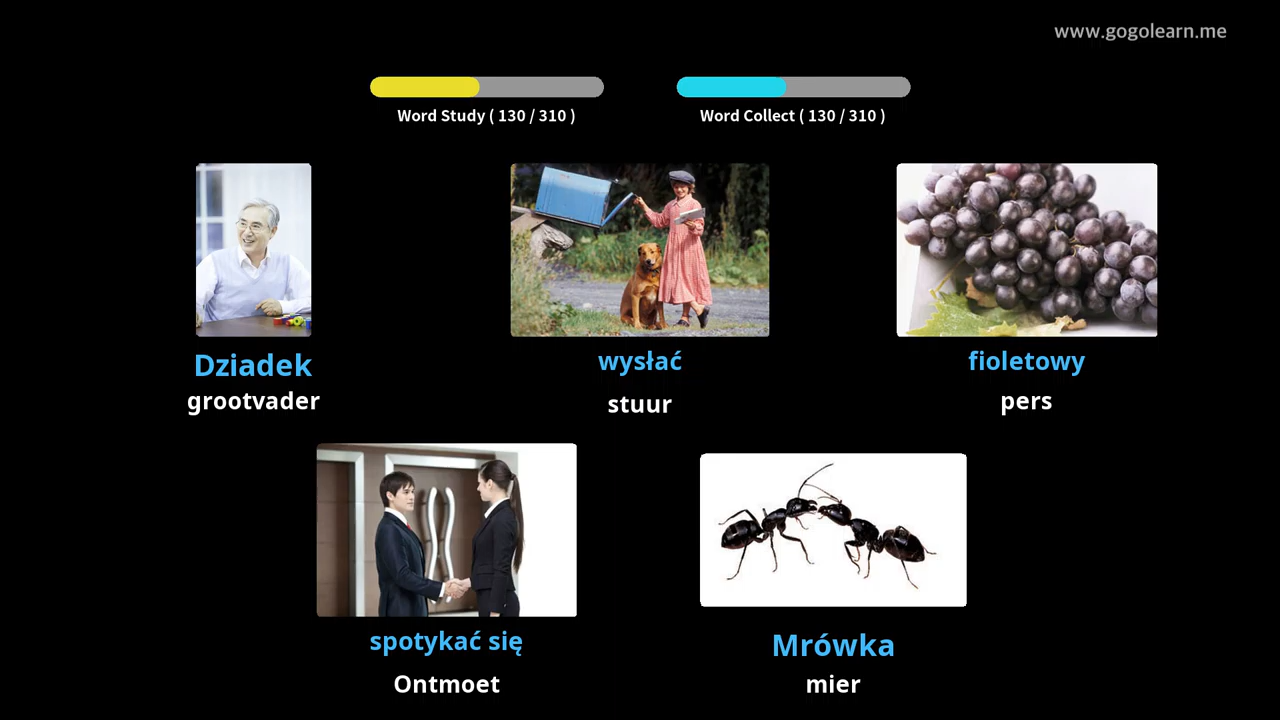 www.gogolearn.me
Word Study ( 130 / 310 )
Word Collect ( 130 / 310 )
Dziadek
grootvader
wysłać
stuur
fioletowy
pers
spotykać się
Ontmoet
Mrówka
mier